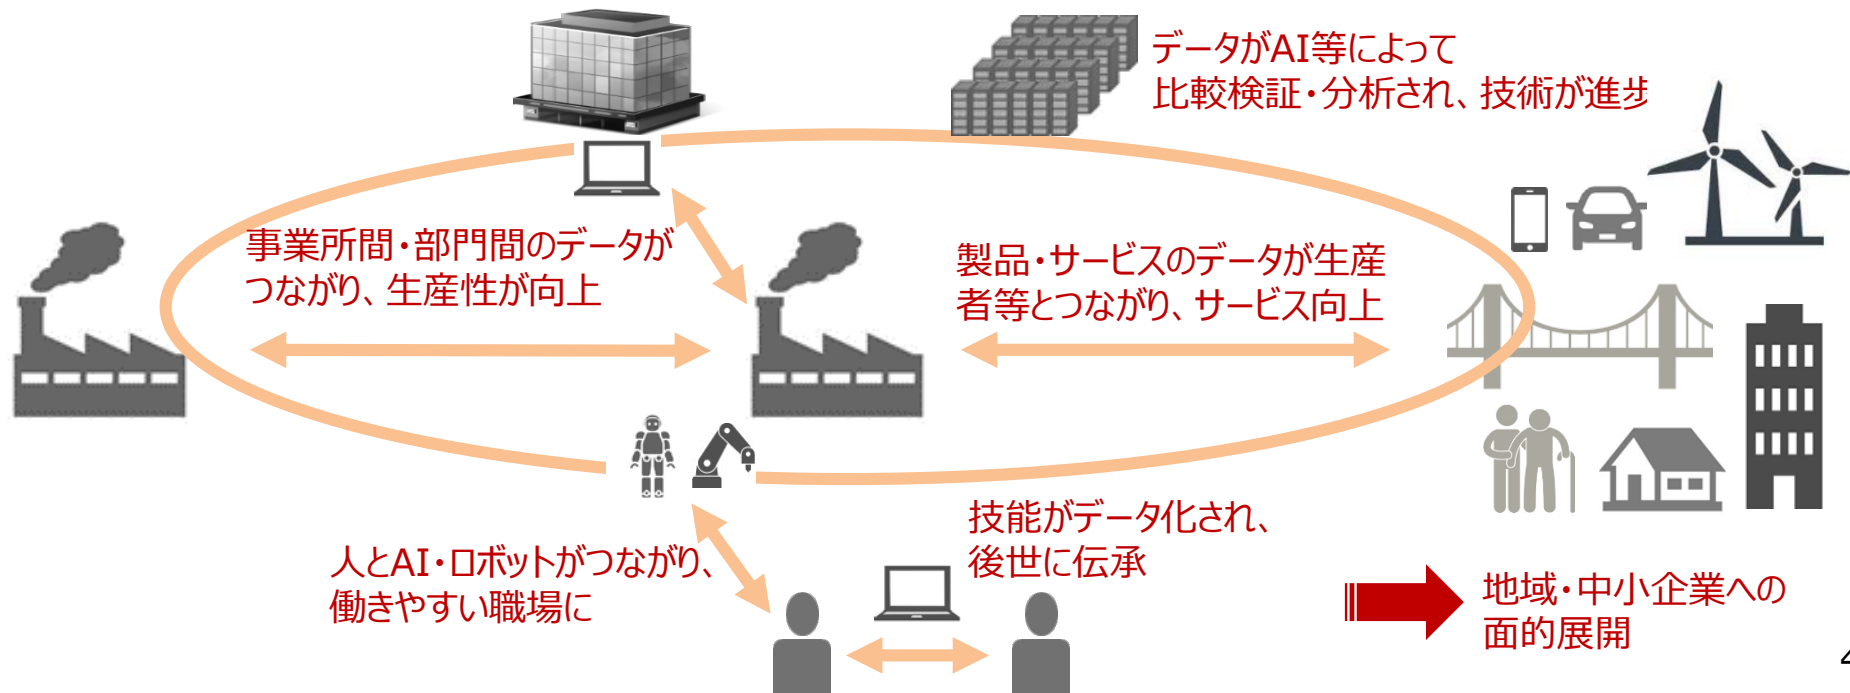 データがAI等によって
比較検証・分析され、技術が進歩
事業所間・部門間のデータが
つながり、生産性が向上
製品・サービスのデータが生産
者等とつながり、サービス向上
技能がデータ化され、
後世に伝承
人とAI・ロボットがつながり、
働きやすい職場に
地域・中小企業への
面的展開
4